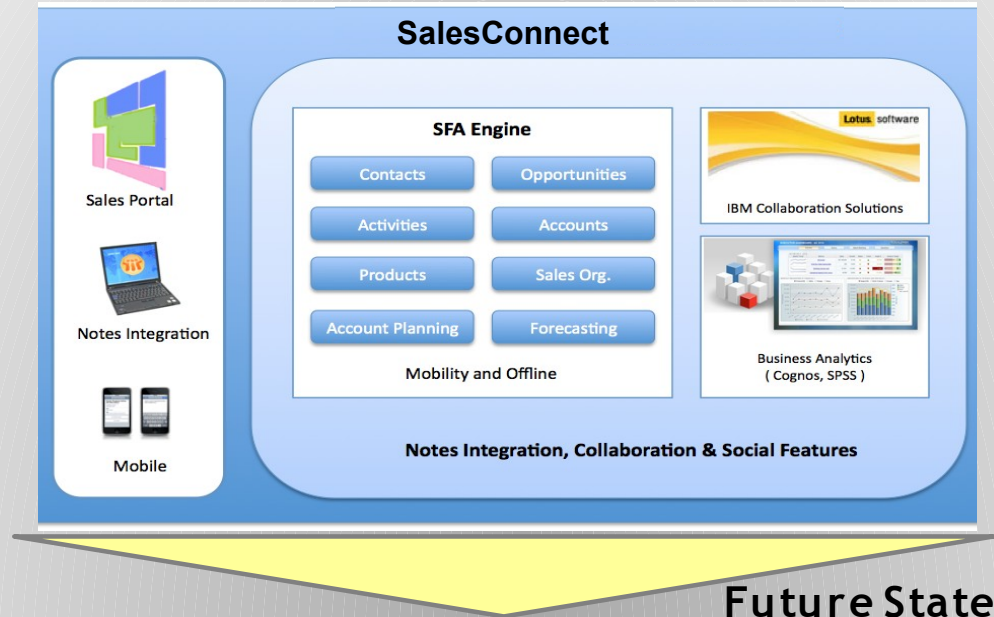 SalesConnect
Sales Portal
Notes Integration
Mobile
SFA Engine
Contacts
Opportunities
Activities
Accounts
Products
Sales Org.
Account Planning
Forecasting
Mobility and Offline
Lotus. software
IBM Collaboration Solutions
Business Analytics
( Cognos, SPSS )
Notes Integration, Collaboration & Social Features
Future State